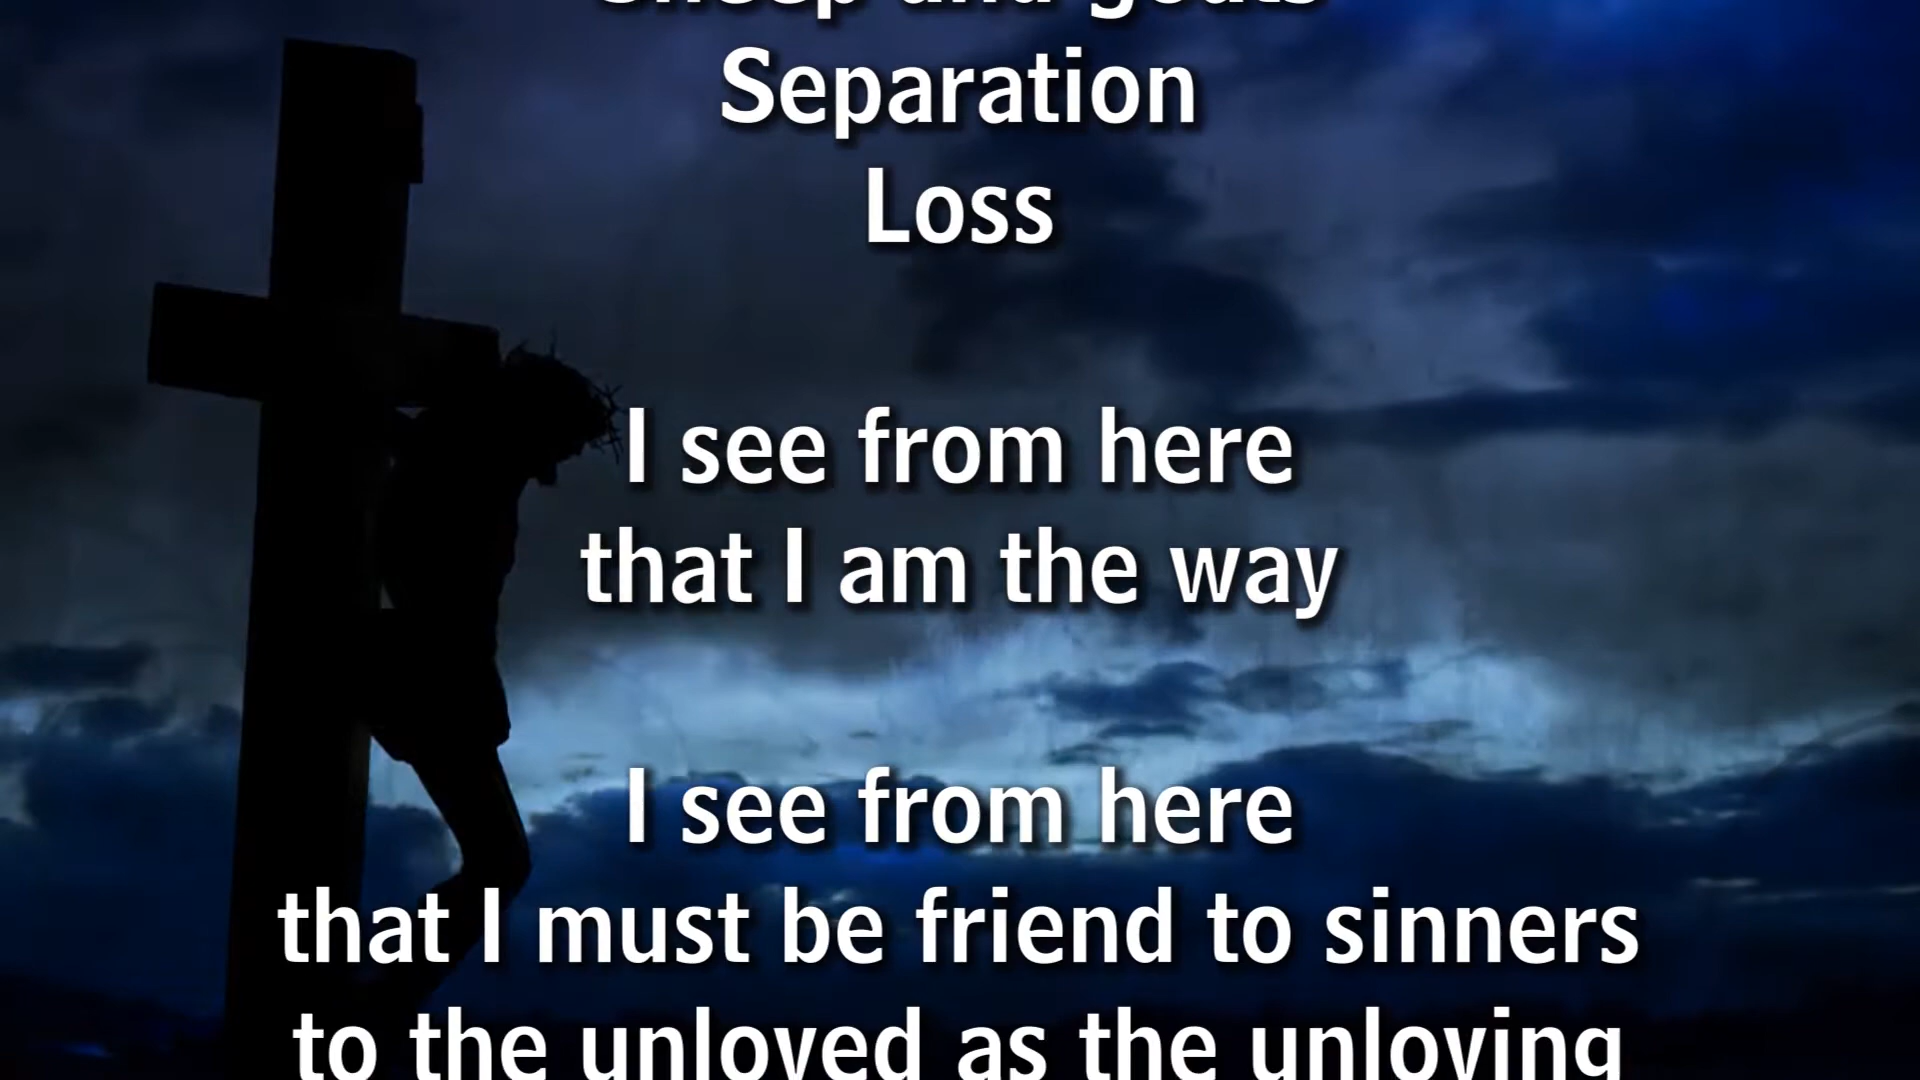 Sheep and goats
Separation
Loss
I see from here
that I am the way
I see from here
that I must be friend to sinners
to the unloved as the unloving